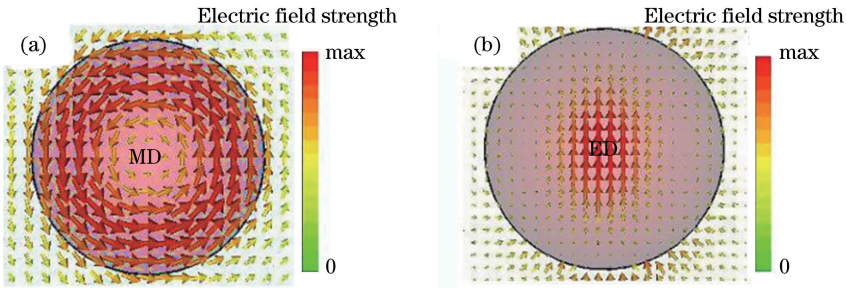 Electric field strength
(a)
max
MD
0
Electric field strength
(b)
max
ED
0